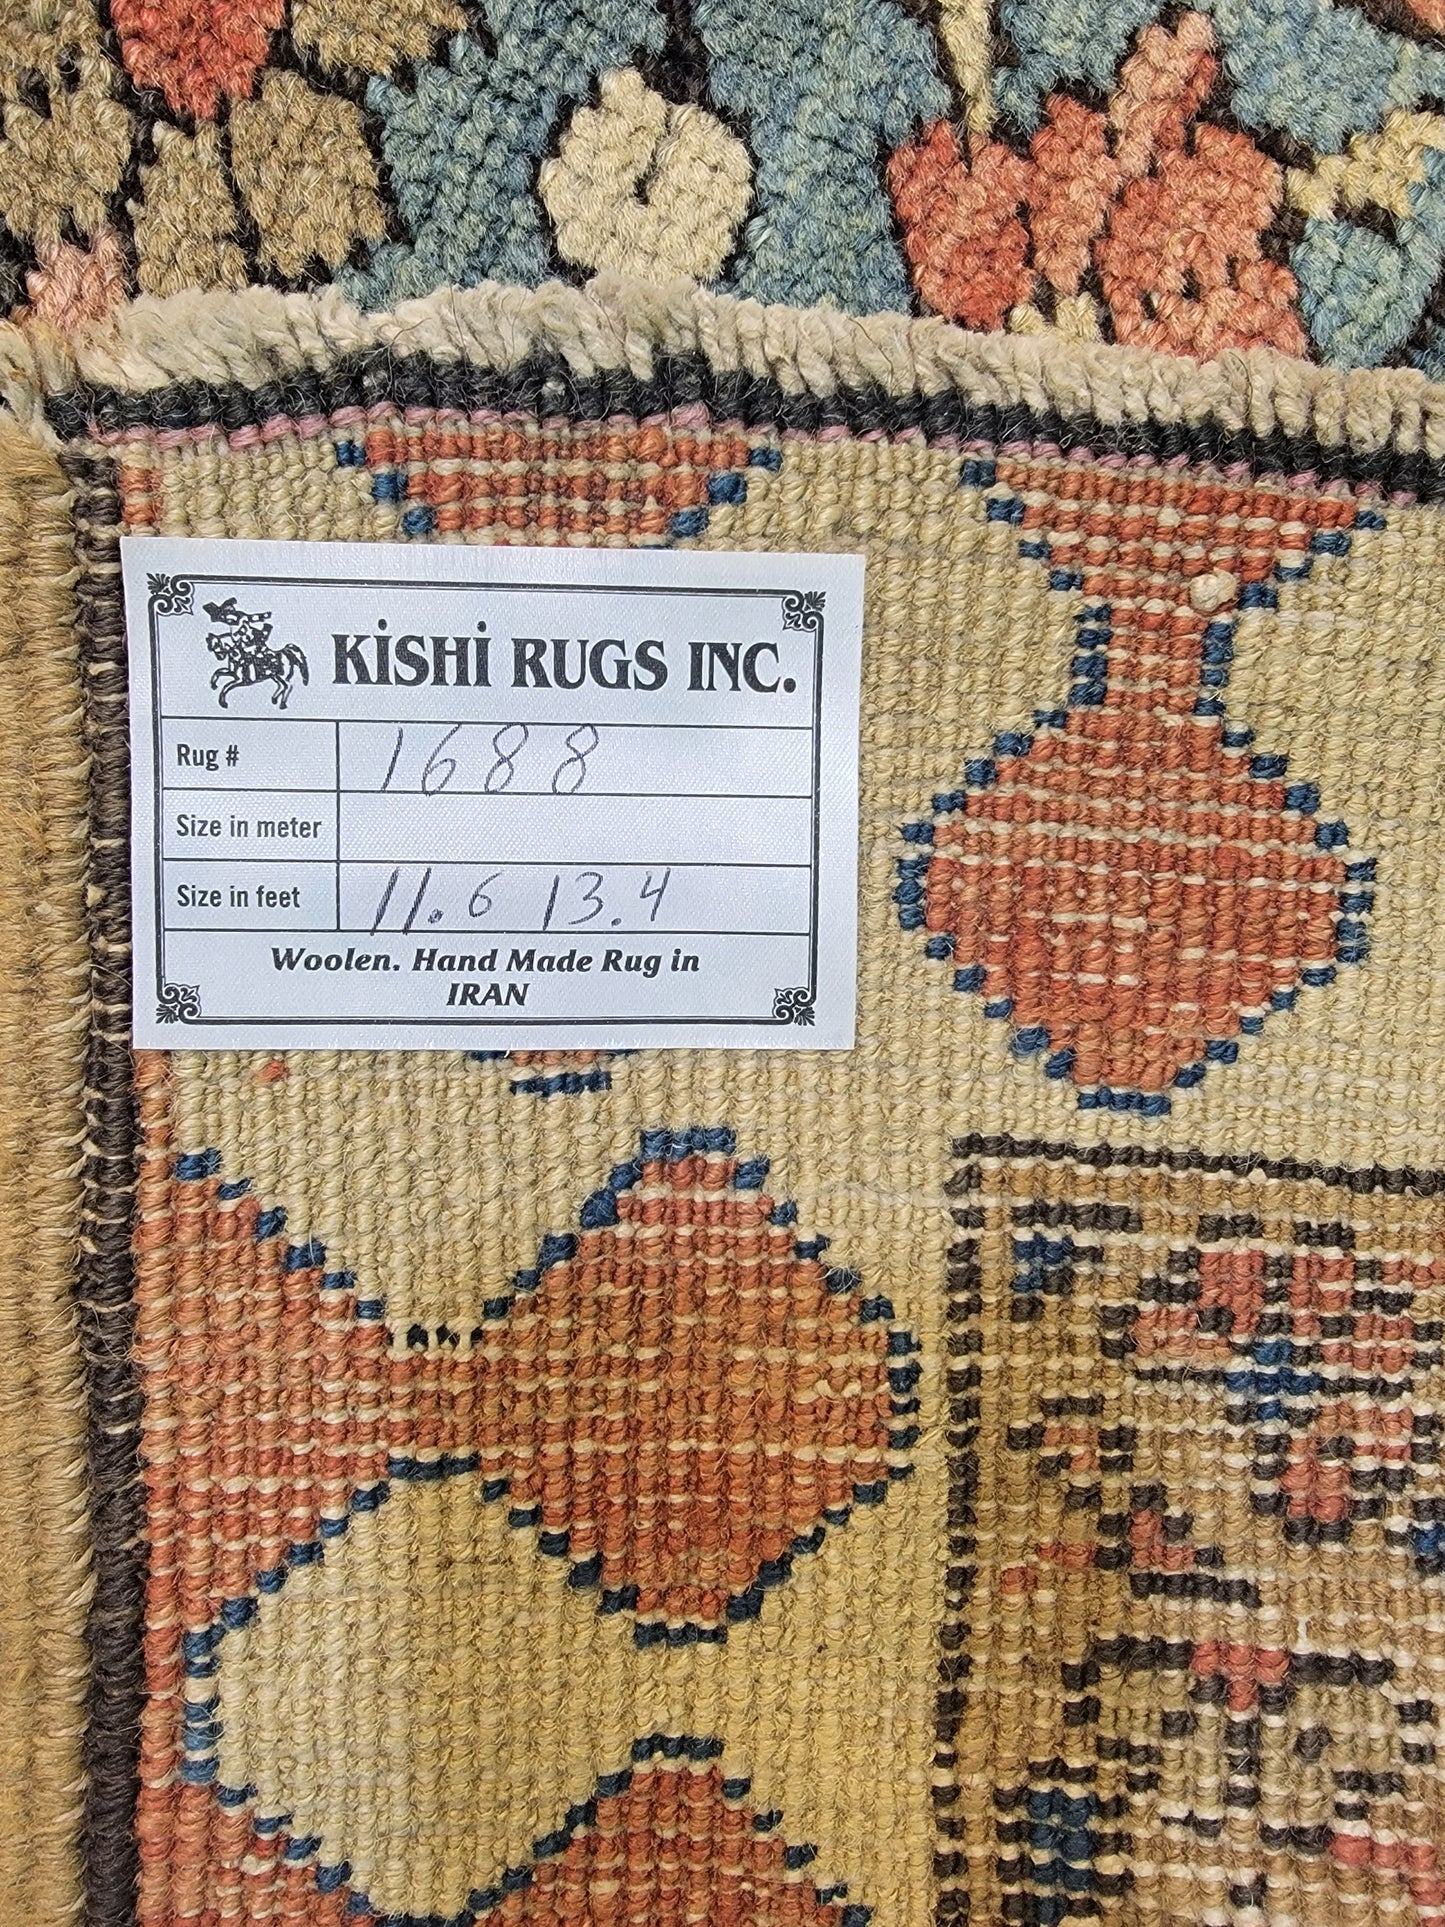 KiSHi RUGS INC.
Rug # 1688
Size in meter
Size in feet 11.6 13.4
Woolen. Hand Made Rug in
IRAN